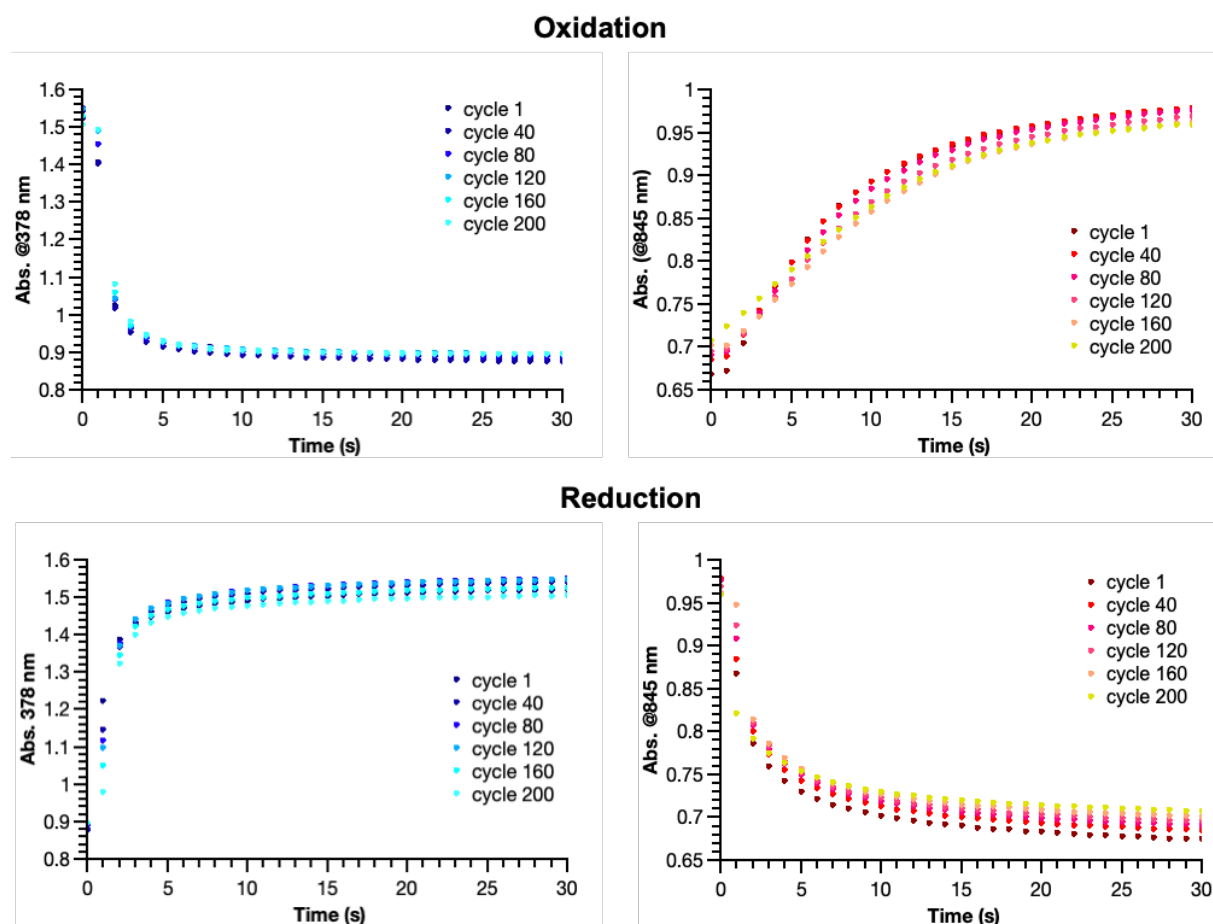 Oxidation
Abs. @378 nm
1.6
1.5
1.4
1.3
1.2
1.1
1
0.9
0.8
cycle 1
cycle 40
cycle 80
cycle 120
cycle 160
cycle 200
0 5 10 15 20 25 30
Time (s)
Abs. (@845 nm)
1
0.95
0.9
0.85
0.8
0.75
0.7
0.65
cycle 1
cycle 40
cycle 80
cycle 120
cycle 160
cycle 200
0 5 10 15 20 25 30
Time (s)
Reduction
Abs. 378 nm
1.6
1.5
1.4
1.3
1.2
1.1
1
0.9
0.8
cycle 1
cycle 40
cycle 80
cycle 120
cycle 160
cycle 200
0 5 10 15 20 25 30
Time (s)
Abs. @845 nm
1
0.95
0.9
0.85
0.8
0.75
0.7
0.65
cycle 1
cycle 40
cycle 80
cycle 120
cycle 160
cycle 200
0 5 10 15 20 25 30
Time (s)